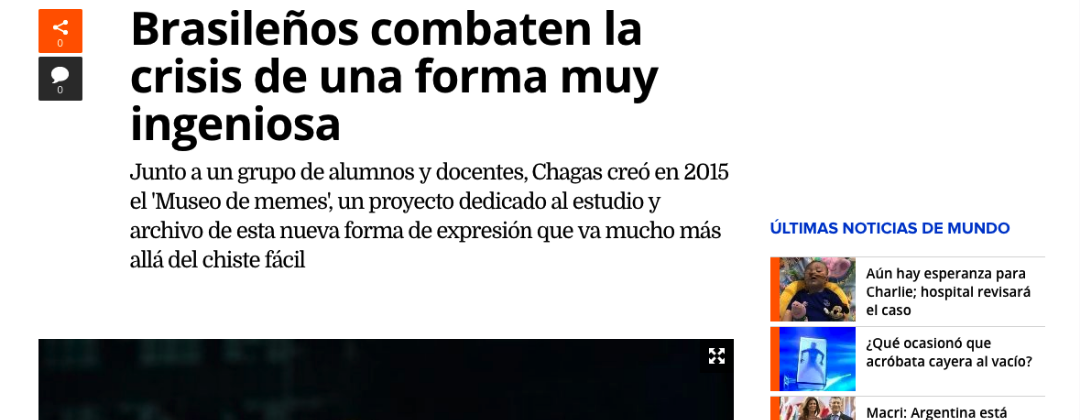 0
0
Brasileños combaten la
crisis de una forma muy
ingeniosa
Junto a un grupo de alumnos y docentes, Chagas creó en 2015
el 'Museo de memes', un proyecto dedicado al estudio y
archivo de esta nueva forma de expresión que va mucho más
allá del chiste fácil
ÚLTIMAS NOTICIAS DE MUNDO
Aún hay esperanza para
Charlie; hospital revisará
el caso
¿Qué ocasionó que
acróbata cayera al vacío?
Macri: Argentina está